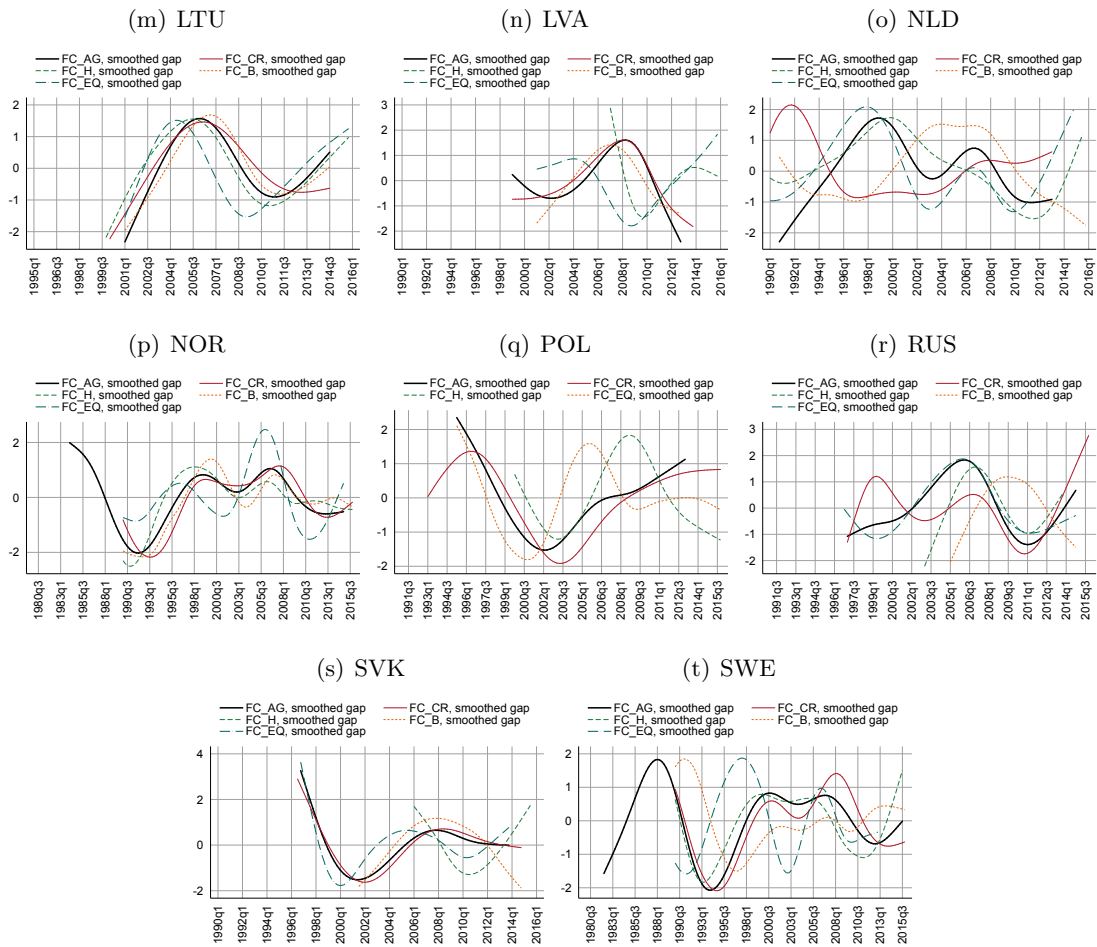 (m) LTU
(n) LVA
(o) NLD
FC_AG, smoothed gap FC_CR, smoothed gap
FC_H, smoothed gap FC_B, smoothed gap
FC_EQ, smoothed gap
2
1
0
-1
-2
1995q1 1996q3 1998q1 1999q3 2001q1 2002q3 2004q1 2005q3 2007q1 2008q3 2010q1 2011q3 2013q1 2014q3 2016q1
FC_AG, smoothed gap FC_CR, smoothed gap
FC_H, smoothed gap FC_B, smoothed gap
FC_EQ, smoothed gap
3
2
1
0
-1
-2
1990q1 1992q1 1994q1 1996q1 1998q1 2000q1 2002q1 2004q1 2006q1 2008q1 2010q1 2012q1 2014q1 2016q1
FC_AG, smoothed gap FC_CR, smoothed gap
FC_H, smoothed gap FC_B, smoothed gap
FC_EQ, smoothed gap
2
1
0
-1
-2
1990q1 1992q1 1994q1 1996q1 1998q1 2000q1 2002q1 2004q1 2006q1 2008q1 2010q1 2012q1 2014q1 2016q1
(p) NOR
(q) POL
(r) RUS
FC_AG, smoothed gap FC_CR, smoothed gap
FC_H, smoothed gap FC_B, smoothed gap
FC_EQ, smoothed gap
2
0
-2
1980q3 1983q1 1985q3 1988q1 1990q3 1993q1 1995q3 1998q1 2000q3 2003q1 2005q3 2008q1 2010q3 2013q1 2015q3
FC_AG, smoothed gap FC_CR, smoothed gap
FC_H, smoothed gap FC_EQ, smoothed gap
2
1
0
-1
-2
1991q3 1993q1 1994q3 1996q1 1997q3 1999q1 2000q3 2002q1 2003q3 2005q1 2006q3 2008q1 2009q3 2011q1 2012q3 2014q1 2015q3
FC_AG, smoothed gap FC_CR, smoothed gap
FC_H, smoothed gap FC_B, smoothed gap
FC_EQ, smoothed gap
3
2
1
0
-1
-2
1991q3 1993q1 1994q3 1996q1 1997q3 1999q1 2000q3 2002q1 2003q3 2005q1 2006q3 2008q1 2009q3 2011q1 2012q3 2014q1 2015q3
(s) SVK
(t) SWE
FC_AG, smoothed gap FC_CR, smoothed gap
FC_H, smoothed gap FC_B, smoothed gap
FC_EQ, smoothed gap
4
2
0
-2
1990q1 1992q1 1994q1 1996q1 1998q1 2000q1 2002q1 2004q1 2006q1 2008q1 2010q1 2012q1 2014q1 2016q1
FC_AG, smoothed gap FC_CR, smoothed gap
FC_H, smoothed gap FC_B, smoothed gap
FC_EQ, smoothed gap
2
1
0
-1
-2
1980q3 1983q1 1985q3 1988q1 1990q3 1993q1 1995q3 1998q1 2000q3 2003q1 2005q3 2008q1 2010q3 2013q1 2015q3